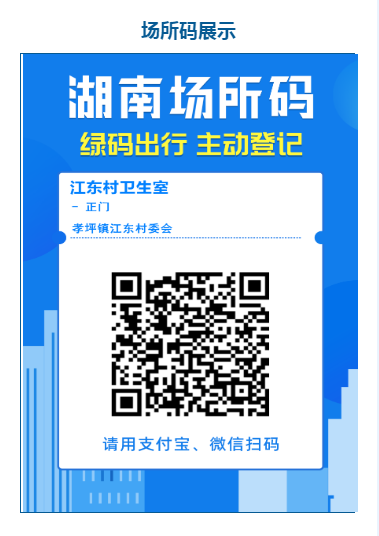 场所码展示
湖南场所码
绿码出行 主动登记
江东村卫生室
- 正门
孝坪镇江东村委会
请用支付宝、微信扫码